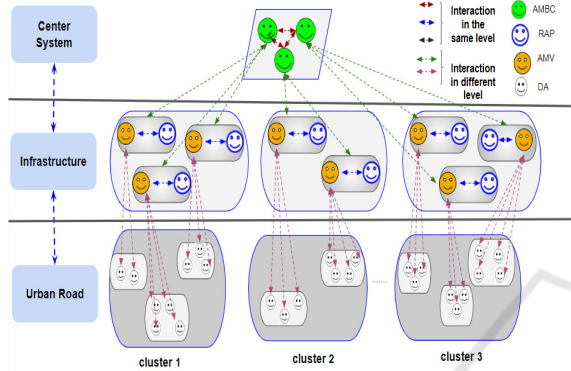 Center
System
Interaction
in the
same level
Interaction
in different
level
AMBC
RAP
AMV
DA
Infrastructure
Urban Road
cluster 1
cluster 2
cluster 3